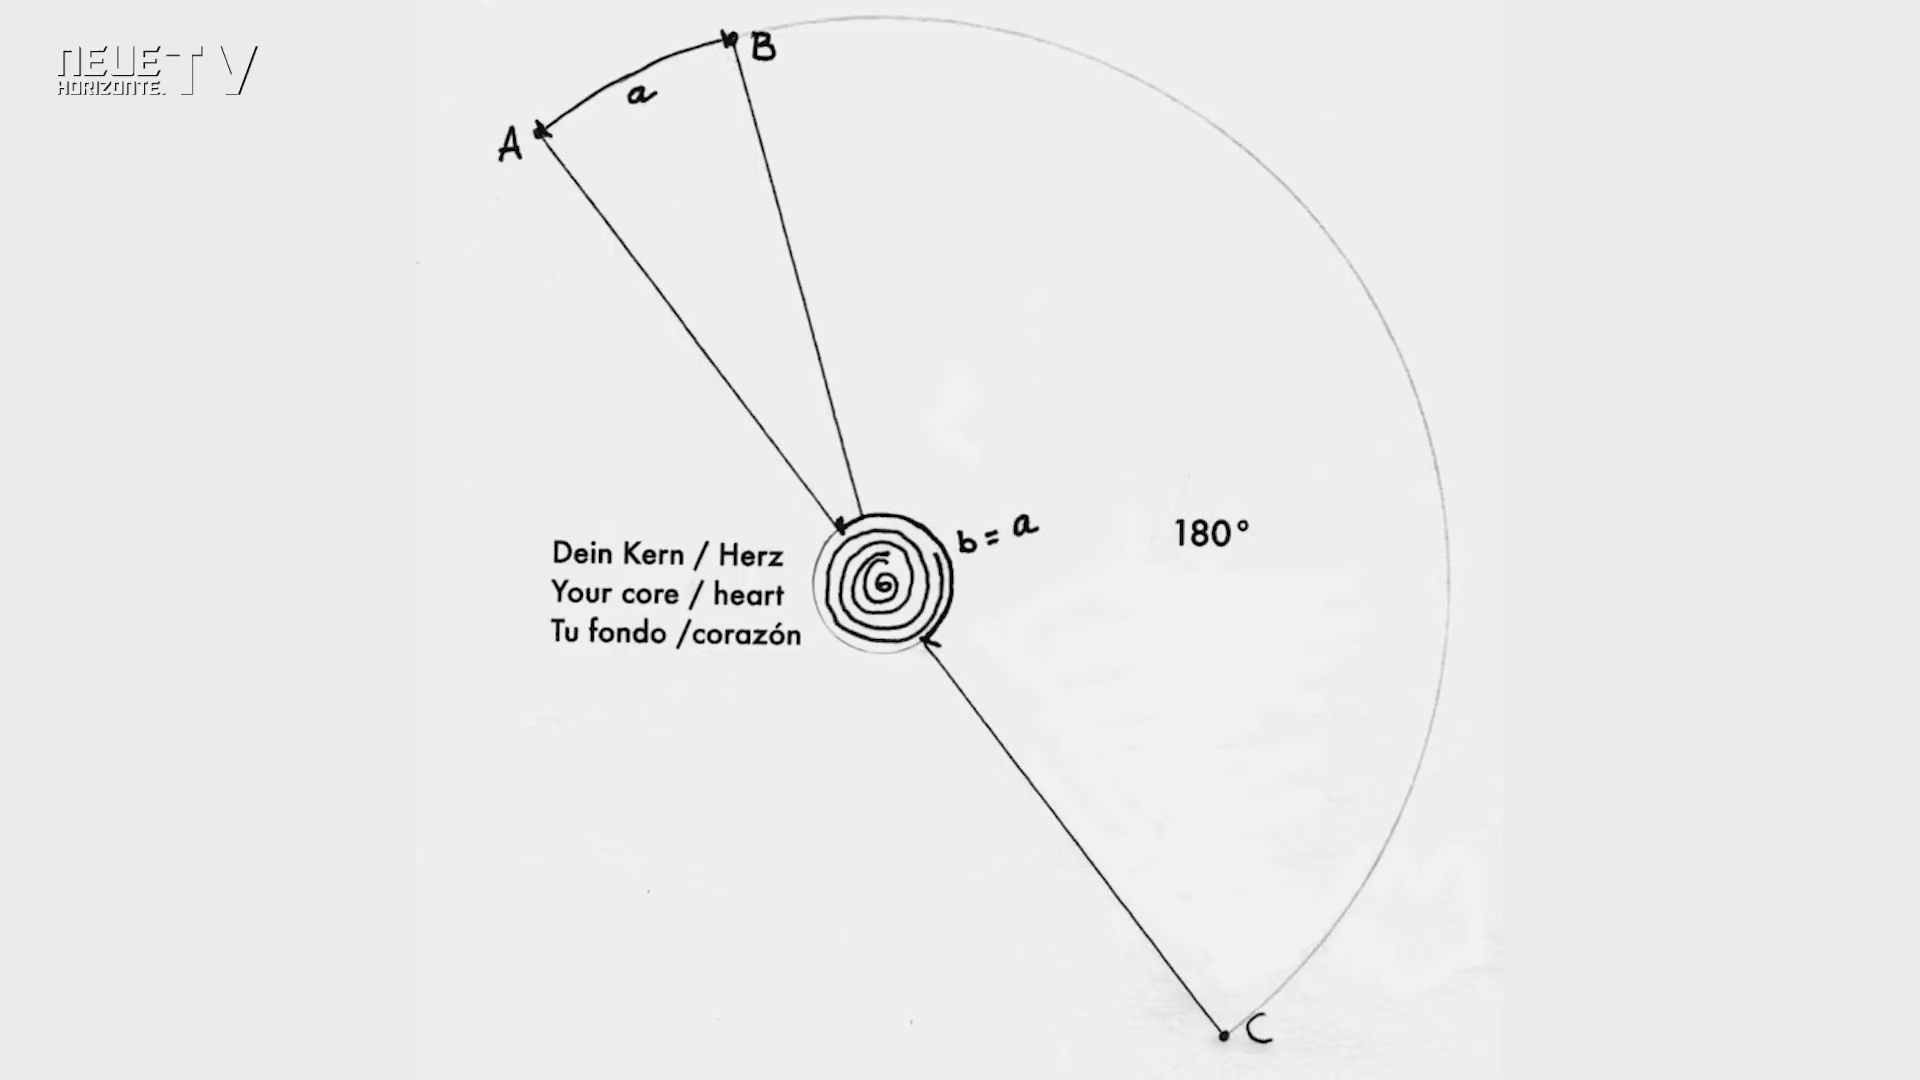 NEUE TV
HORIZONTE.
B
a
A
b = a
180°
Dein Kern / Herz
Your core / heart
Tu fondo /corazón
C